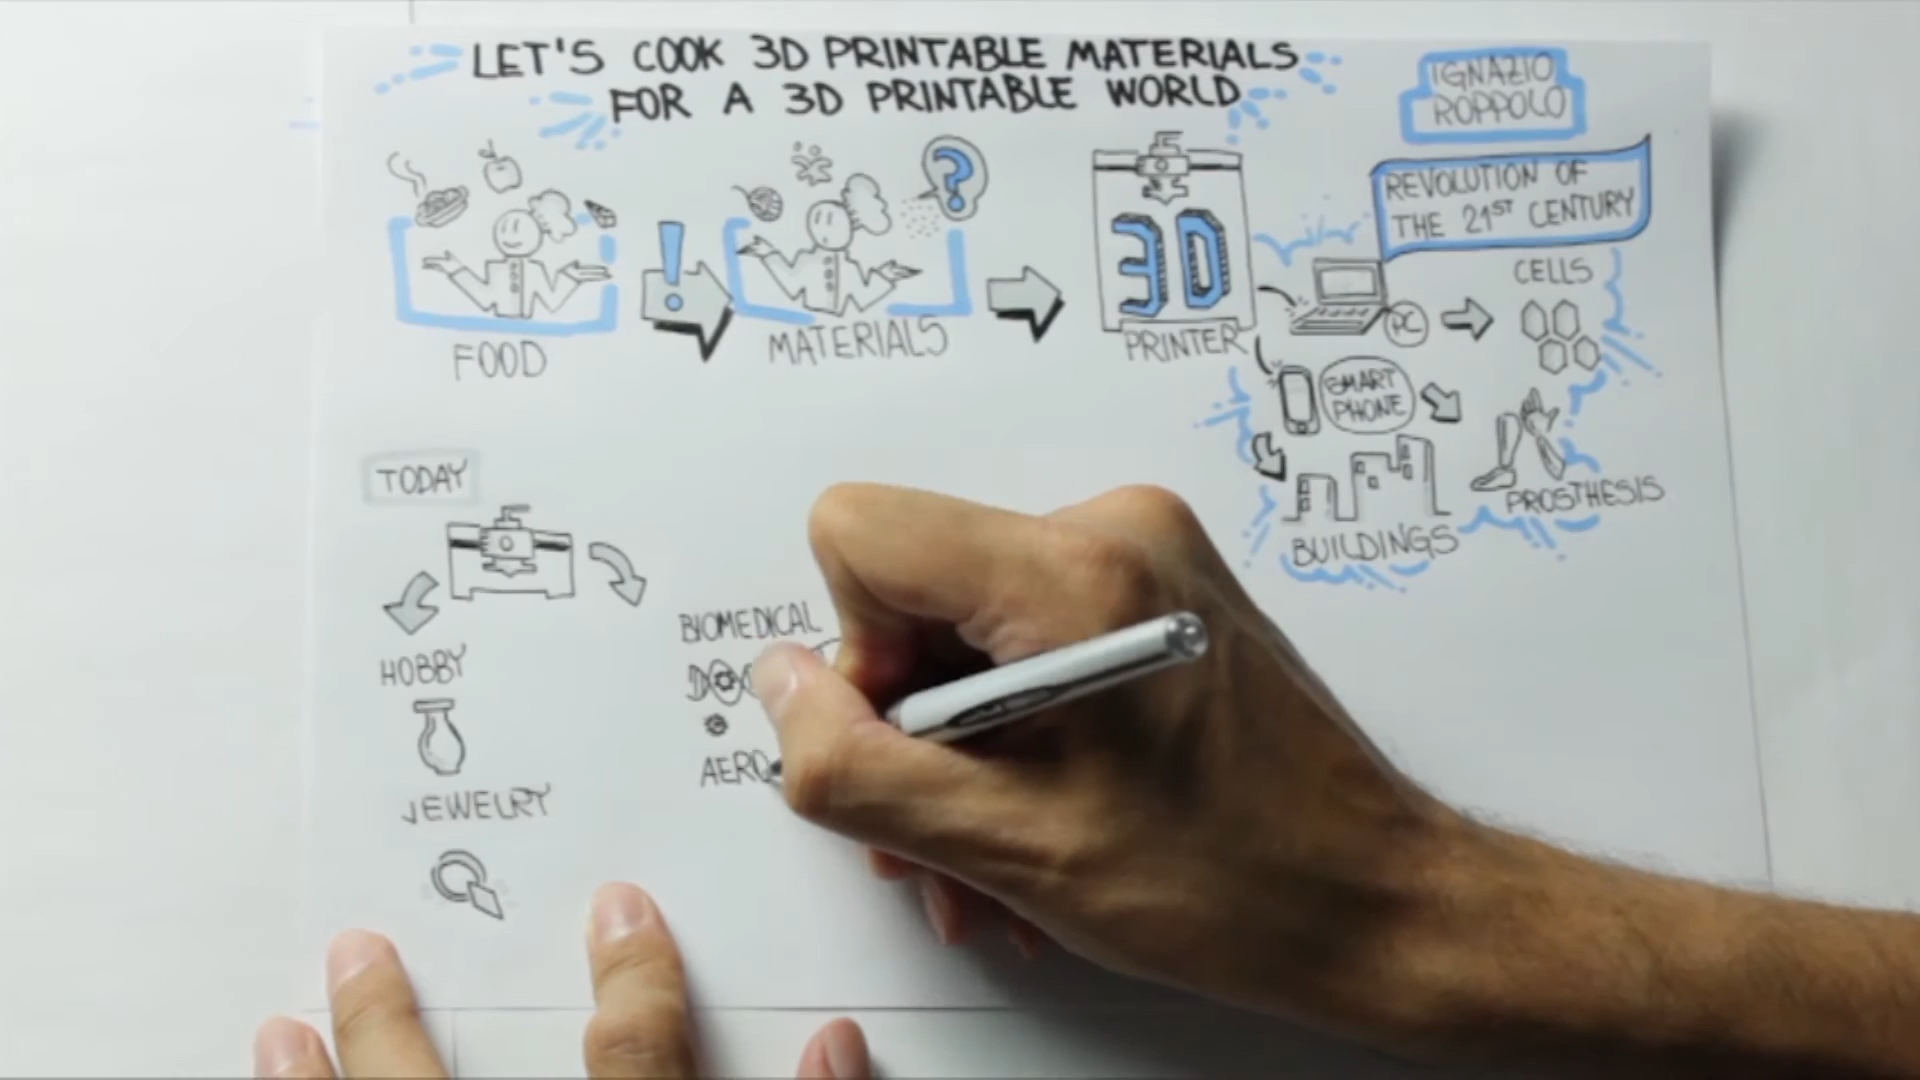 LET'S COOK 3D PRINTABLE MATERIALS
FOR A 3D PRINTABLE WORLD
IGNAZIO
ROPPOLO
?
!
FOOD
MATERIALS
3D
PRINTER
REVOLUTION OF
THE 21ST CENTURY
PC
CELLS
SMART
PHONE
BUILDINGS
PROSTHESIS
TODAY
HOBBY
JEWELRY
BIOMEDICAL
AERO